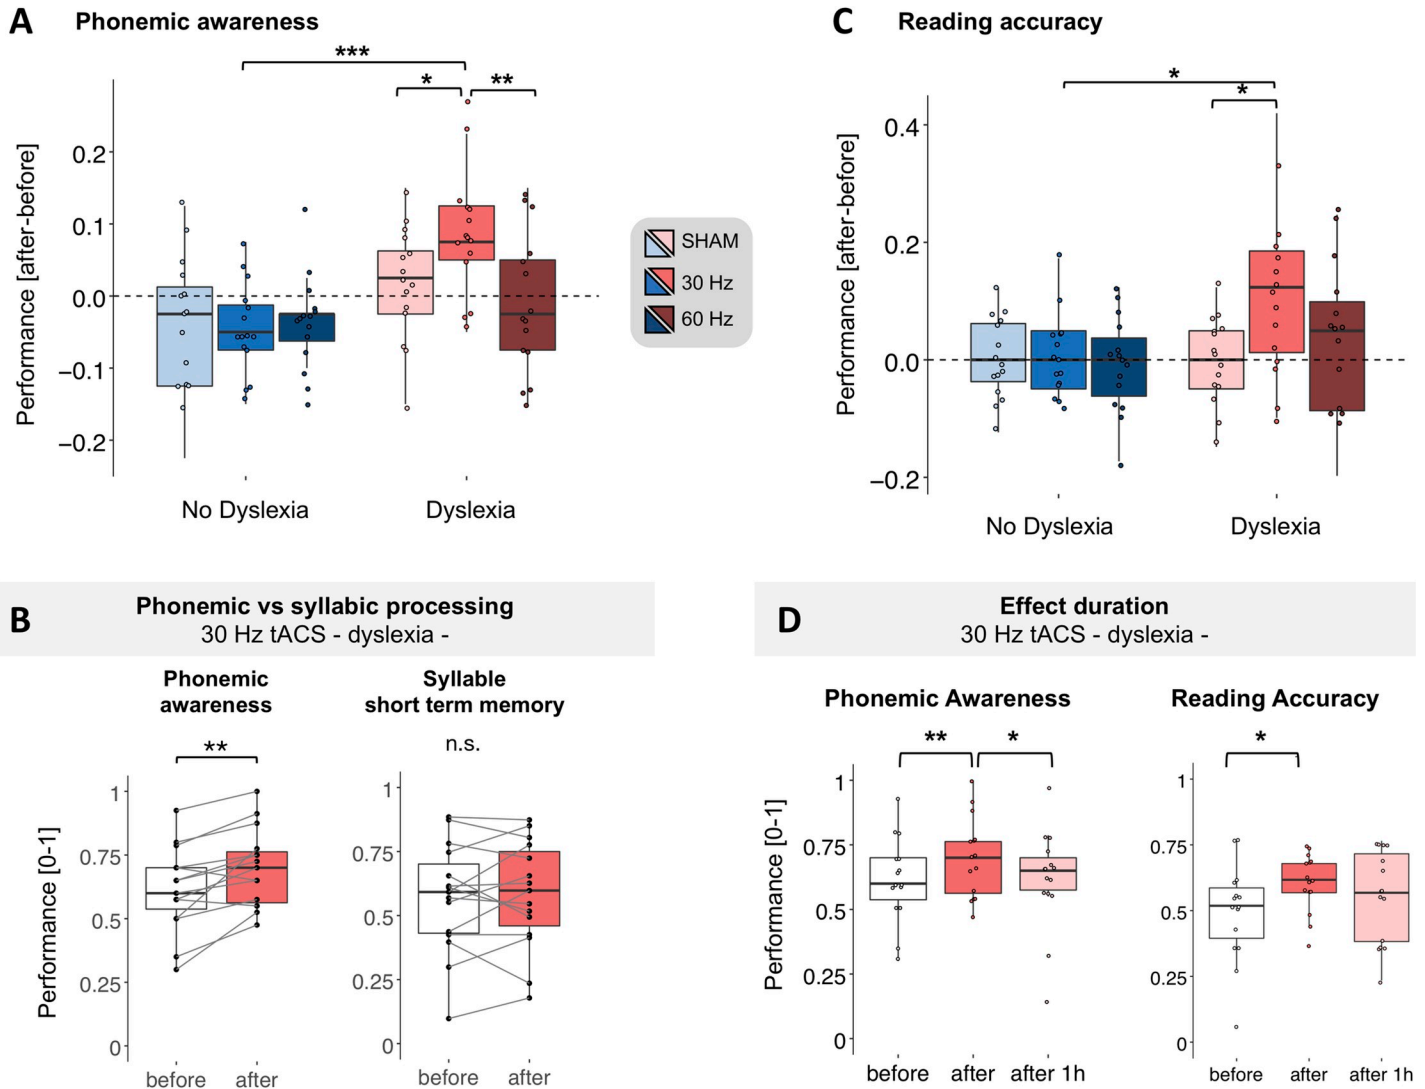 A Phonemic awareness
***
* **
Performance [after-before]
0.2
0.1
0.0
−0.1
−0.2
No Dyslexia Dyslexia
SHAM
30 Hz
60 Hz
C Reading accuracy
*
*
Performance [after-before]
0.4
0.2
0.0
−0.2
No Dyslexia Dyslexia
B Phonemic vs syllabic processing
30 Hz tACS - dyslexia -
Phonemic
awareness
**
Performance [0-1]
1
0.75
0.5
0.25
0
before after
Syllable
short term memory
n.s.
1
0.75
0.5
0.25
0
before after
D Effect duration
30 Hz tACS - dyslexia -
Phonemic Awareness
** *
Performance [0-1]
1
0.75
0.5
0.25
0
before after after 1h
Reading Accuracy
*
1
0.75
0.5
0.25
0
before after after 1h